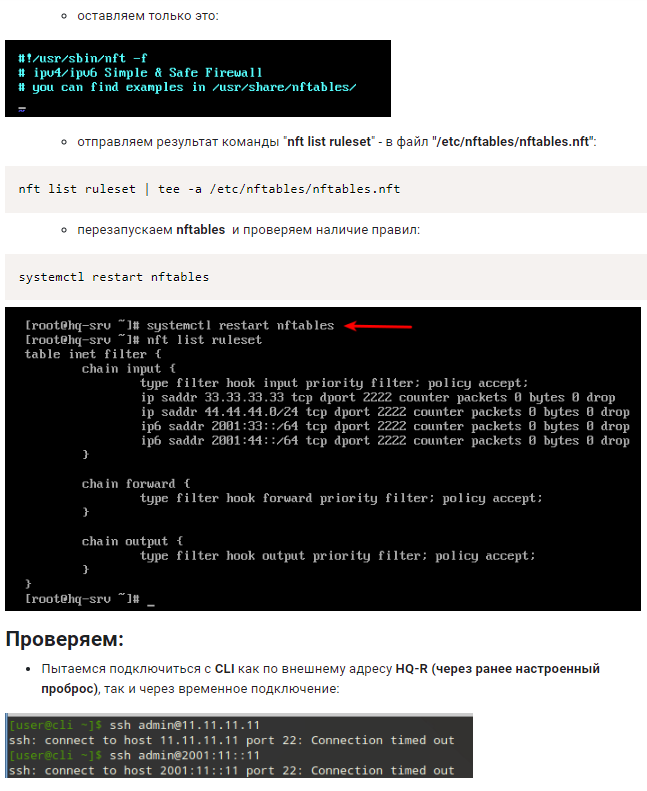 оставляем только это:
#!/usr/sbin/nft -f
# ipv4/ipv6 Simple & Safe Firewall
# you can find examples in /usr/share/nftables/
отправляем результат команды "nft list ruleset" - в файл "/etc/nftables/nftables.nft":
nft list ruleset | tee -a /etc/nftables/nftables.nft
перезапускаем nftables и проверяем наличие правил:
systemctl restart nftables
[root@hq-srv ~]# systemctl restart nftables
[root@hq-srv ~]# nft list ruleset
table inet filter {
chain input {
type filter hook input priority filter; policy accept;
ip saddr 33.33.33.33 tcp dport 2222 counter packets 0 bytes 0 drop
ip saddr 44.44.44.0/24 tcp dport 2222 counter packets 0 bytes 0 drop
ip6 saddr 2001:33::/64 tcp dport 2222 counter packets 0 bytes 0 drop
ip6 saddr 2001:44::/64 tcp dport 2222 counter packets 0 bytes 0 drop
}
chain forward {
type filter hook forward priority filter; policy accept;
}
chain output {
type filter hook output priority filter; policy accept;
}
}
[root@hq-srv ~]# _
Проверяем:
Пытаемся подключиться с CLI как по внешнему адресу HQ-R (через ранее настроенный
проброс), так и через временное подключение:
[user@cli ~]$ ssh admin@11.11.11.11
ssh: connect to host 11.11.11.11 port 22: Connection timed out
[user@cli ~]$ ssh admin@2001:11::11
ssh: connect to host 2001:11::11 port 22: Connection timed out